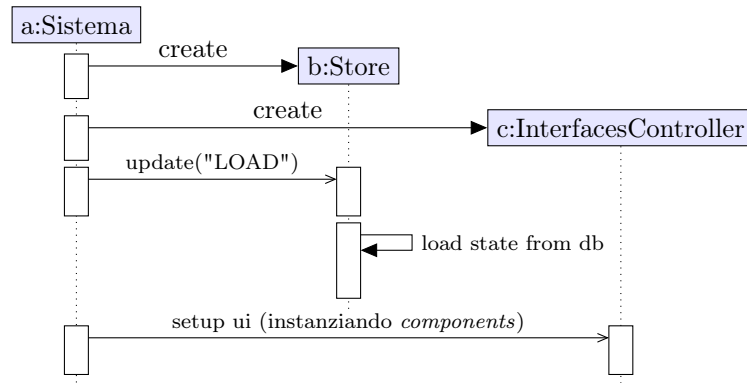 a:Sistema
create
b:Store
create
c:InterfacesController
update("LOAD")
load state from db
setup ui (instanziando components)